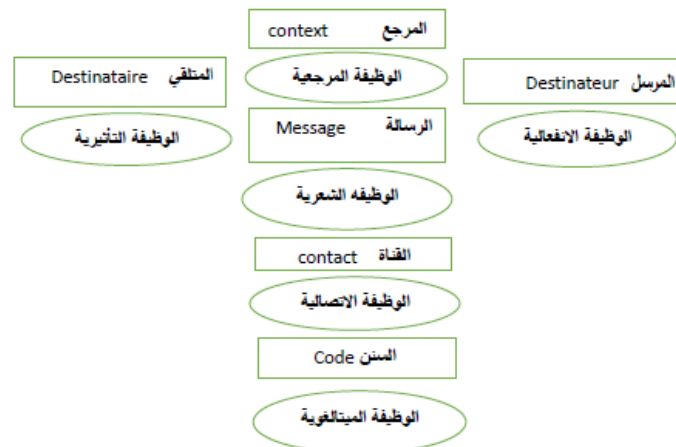 المرجع context
الوظيفة المرجعية
المرسل Destinateur
الوظيفة الانفعالية
الرسالة Message
الوظيفه الشعرية
المتلقي Destinataire
الوظيفة التأثيرية
القناة contact
الوظيفة الاتصالية
السنن Code
الوظيفة الميتالغوية